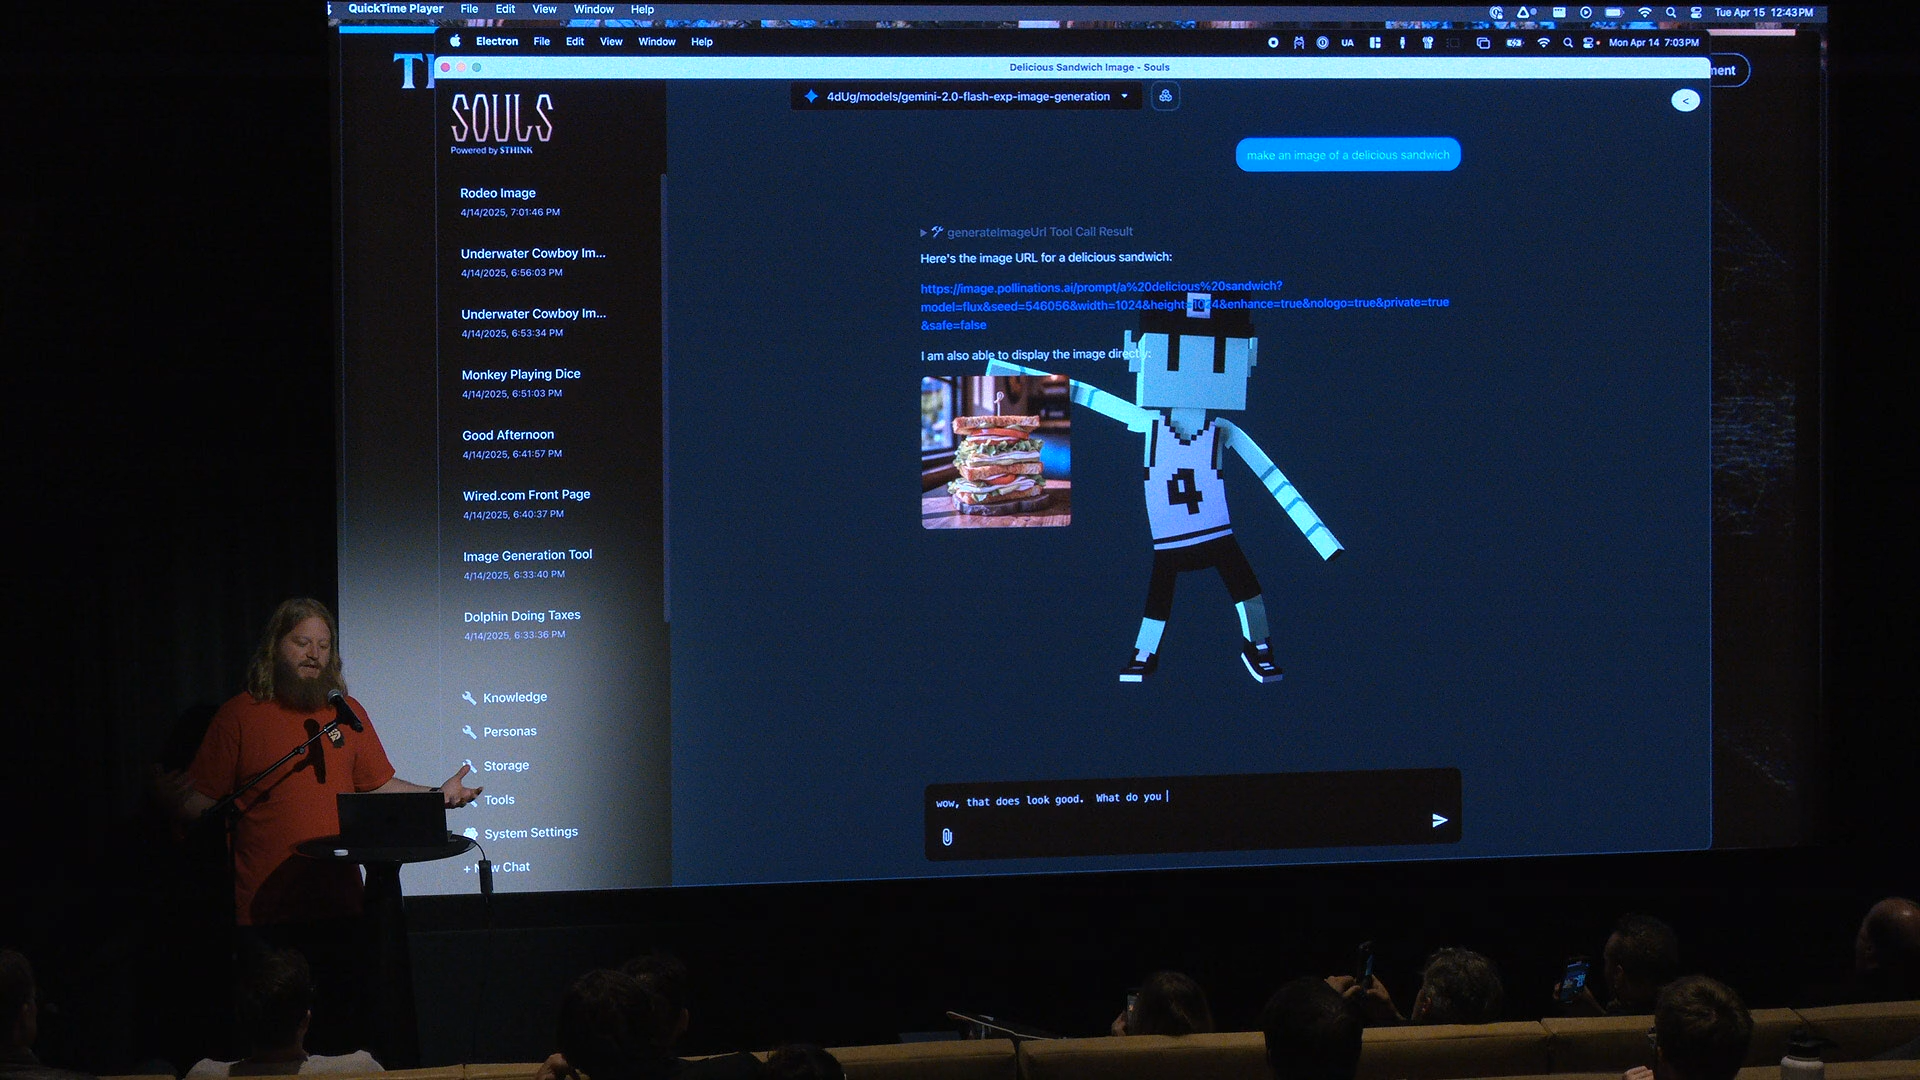 QuickTime Player File Edit View Window Help
Tue Apr 15 12:43PM
Electron File Edit View Window Help
UA
Mon Apr 14 7:03PM
Delicious Sandwich Image - Souls
SOULS
Powered by $THINK
4dUg/models/gemini-2.0-flash-exp-image-generation
<
make an image of a delicious sandwich
Rodeo Image
4/14/2025, 7:01:46 PM
Underwater Cowboy Im...
4/14/2025, 6:56:03 PM
Underwater Cowboy Im...
4/14/2025, 6:53:34 PM
Monkey Playing Dice
4/14/2025, 6:51:03 PM
Good Afternoon
4/14/2025, 6:41:57 PM
Wired.com Front Page
4/14/2025, 6:40:37 PM
Image Generation Tool
4/14/2025, 6:33:40 PM
Dolphin Doing Taxes
4/14/2025, 6:33:36 PM
Knowledge
Personas
Storage
Tools
System Settings
+ New Chat
generateImageUrl Tool Call Result
Here's the image URL for a delicious sandwich:
https://image.pollinations.ai/prompt/a%20delicious%20sandwich?
model=flux&seed=546056&width=1024&height=1024&enhance=true&nologo=true&private=true
&safe=false
I am also able to display the image directly:
4
wow, that does look good. What do you